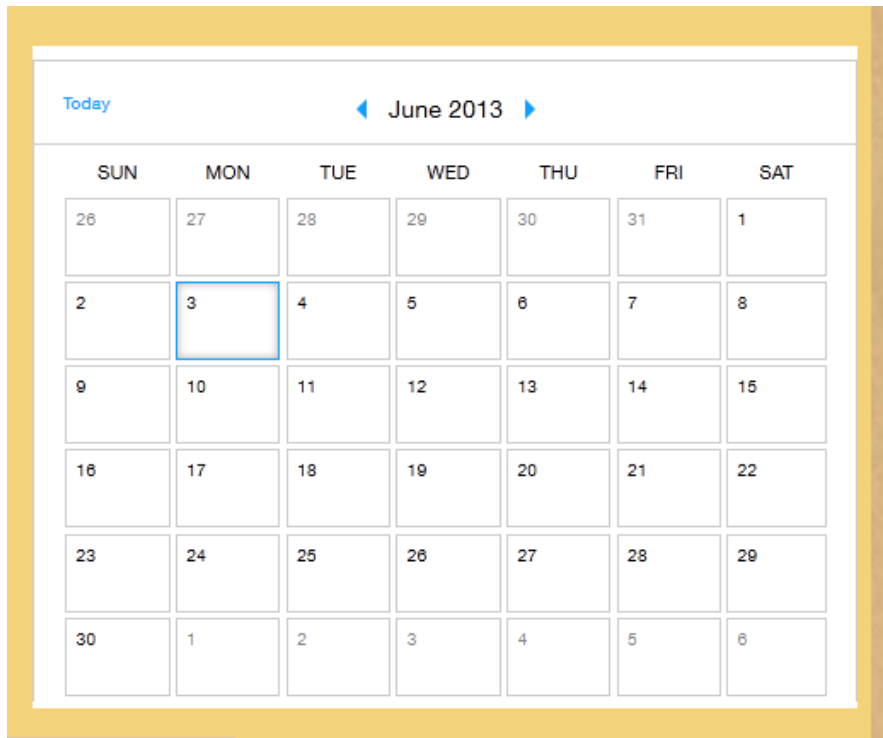 Today
June 2013
SUN MON TUE WED THU FRI SAT
26 27 28 29 30 31 1
2 3 4 5 6 7 8
9 10 11 12 13 14 15
16 17 18 19 20 21 22
23 24 25 26 27 28 29
30 1 2 3 4 5 6